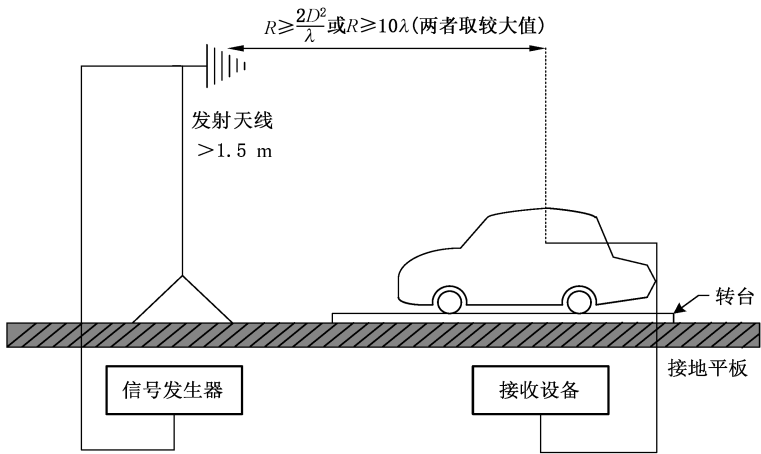 R≥2D²/λ或R≥10λ(两者取较大值)
发射天线
>1.5 m
转台
接地平板
信号发生器
接收设备